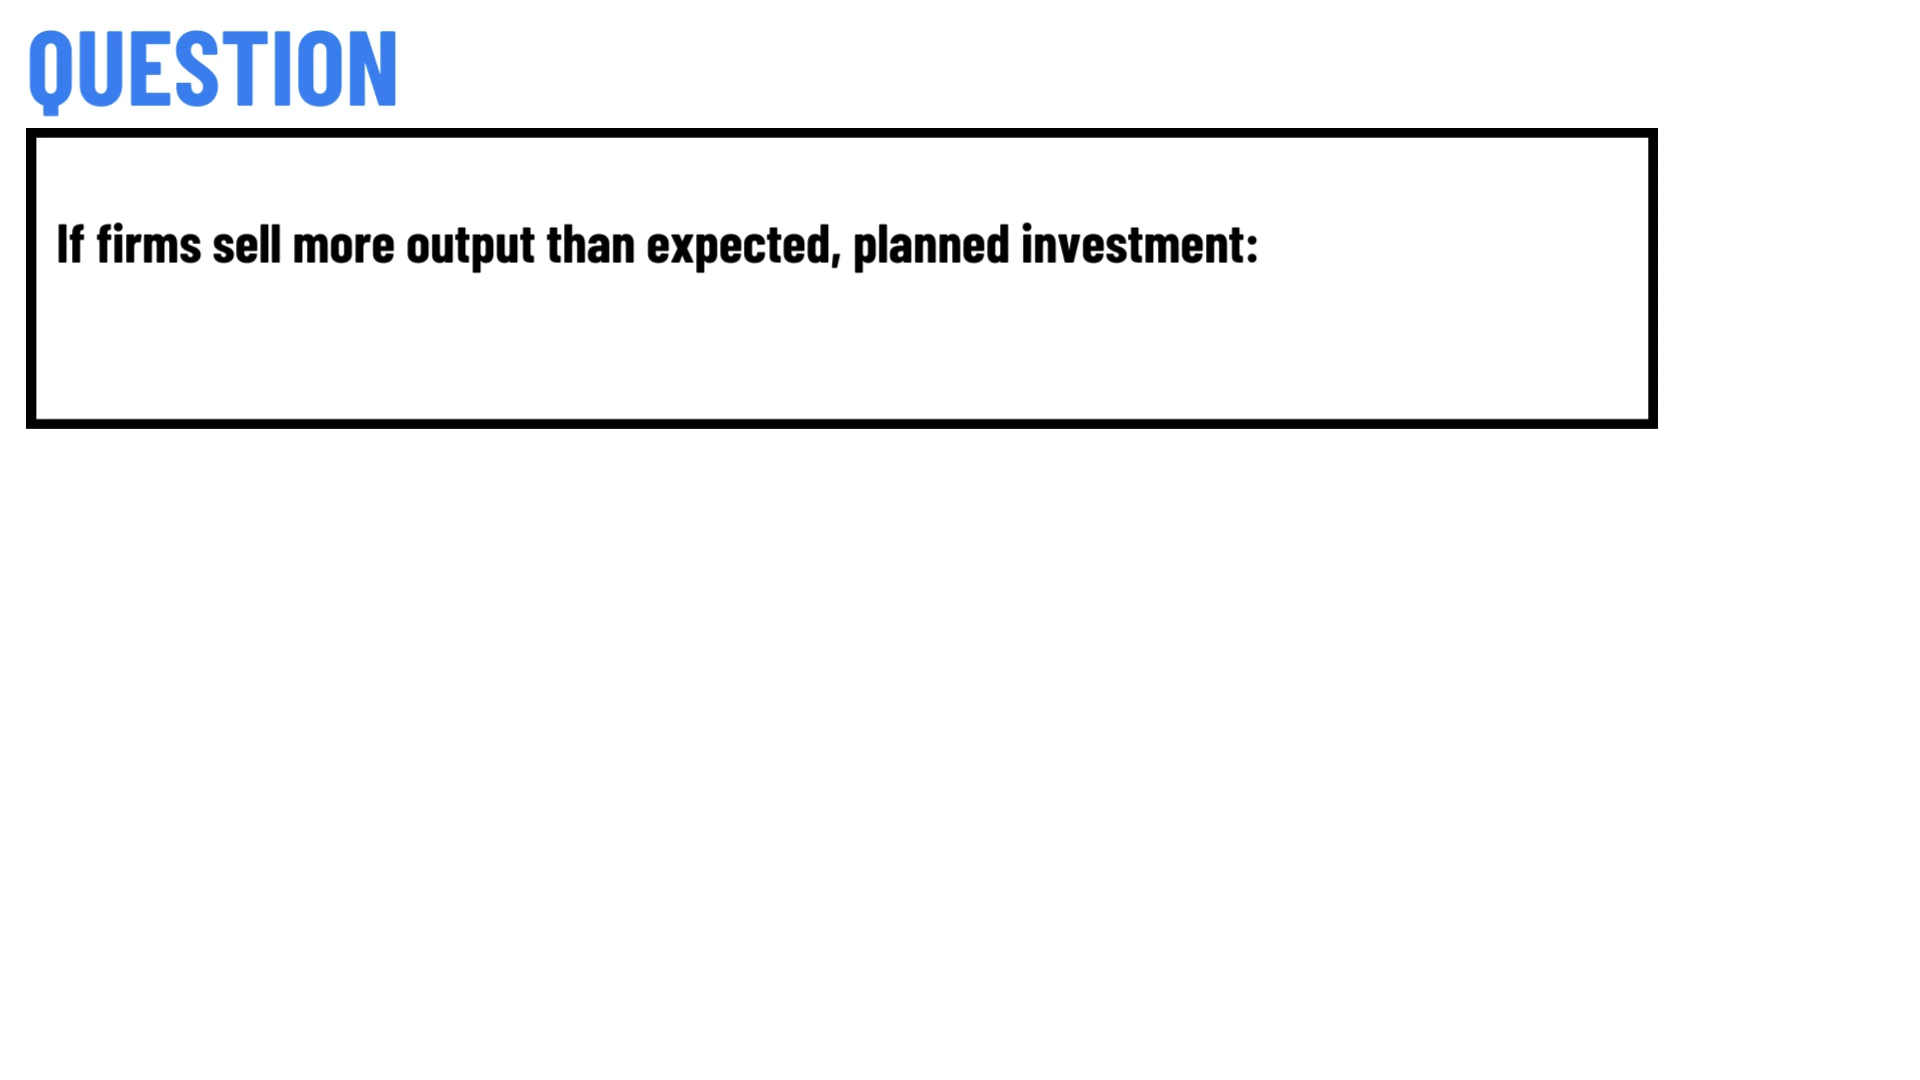 QUESTION
If firms sell more output than expected, planned investment: